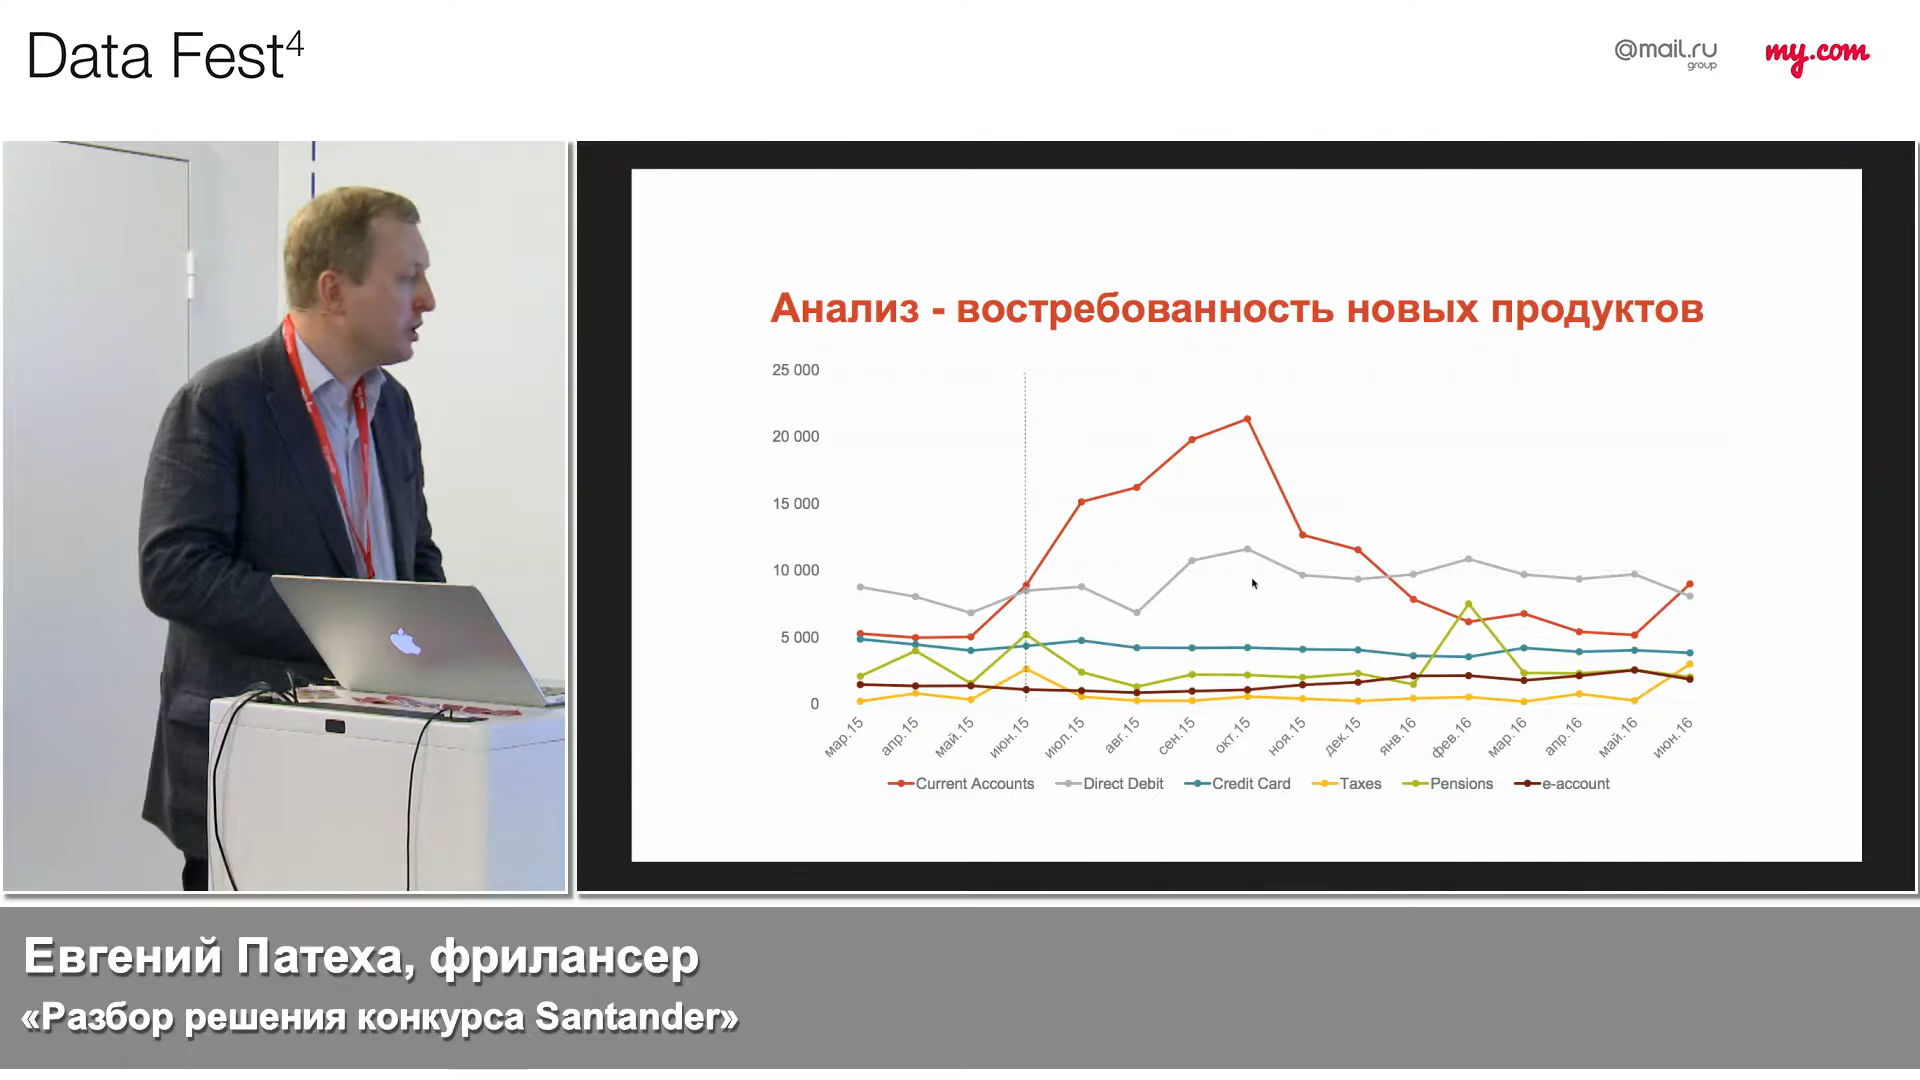 Data Fest⁴
@mail.ru
group
my.com
Анализ - востребованность новых продуктов
25 000
20 000
15 000
10 000
5 000
0
мар.15
апр.15
май.15
июн.15
июл.15
авг.15
сен.15
окт.15
ноя.15
дек.15
янв.16
фев.16
мар.16
апр.16
май.16
июн.16
Current Accounts
Direct Debit
Credit Card
Taxes
Pensions
e-account
Евгений Патеха, фрилансер
«Разбор решения конкурса Santander»